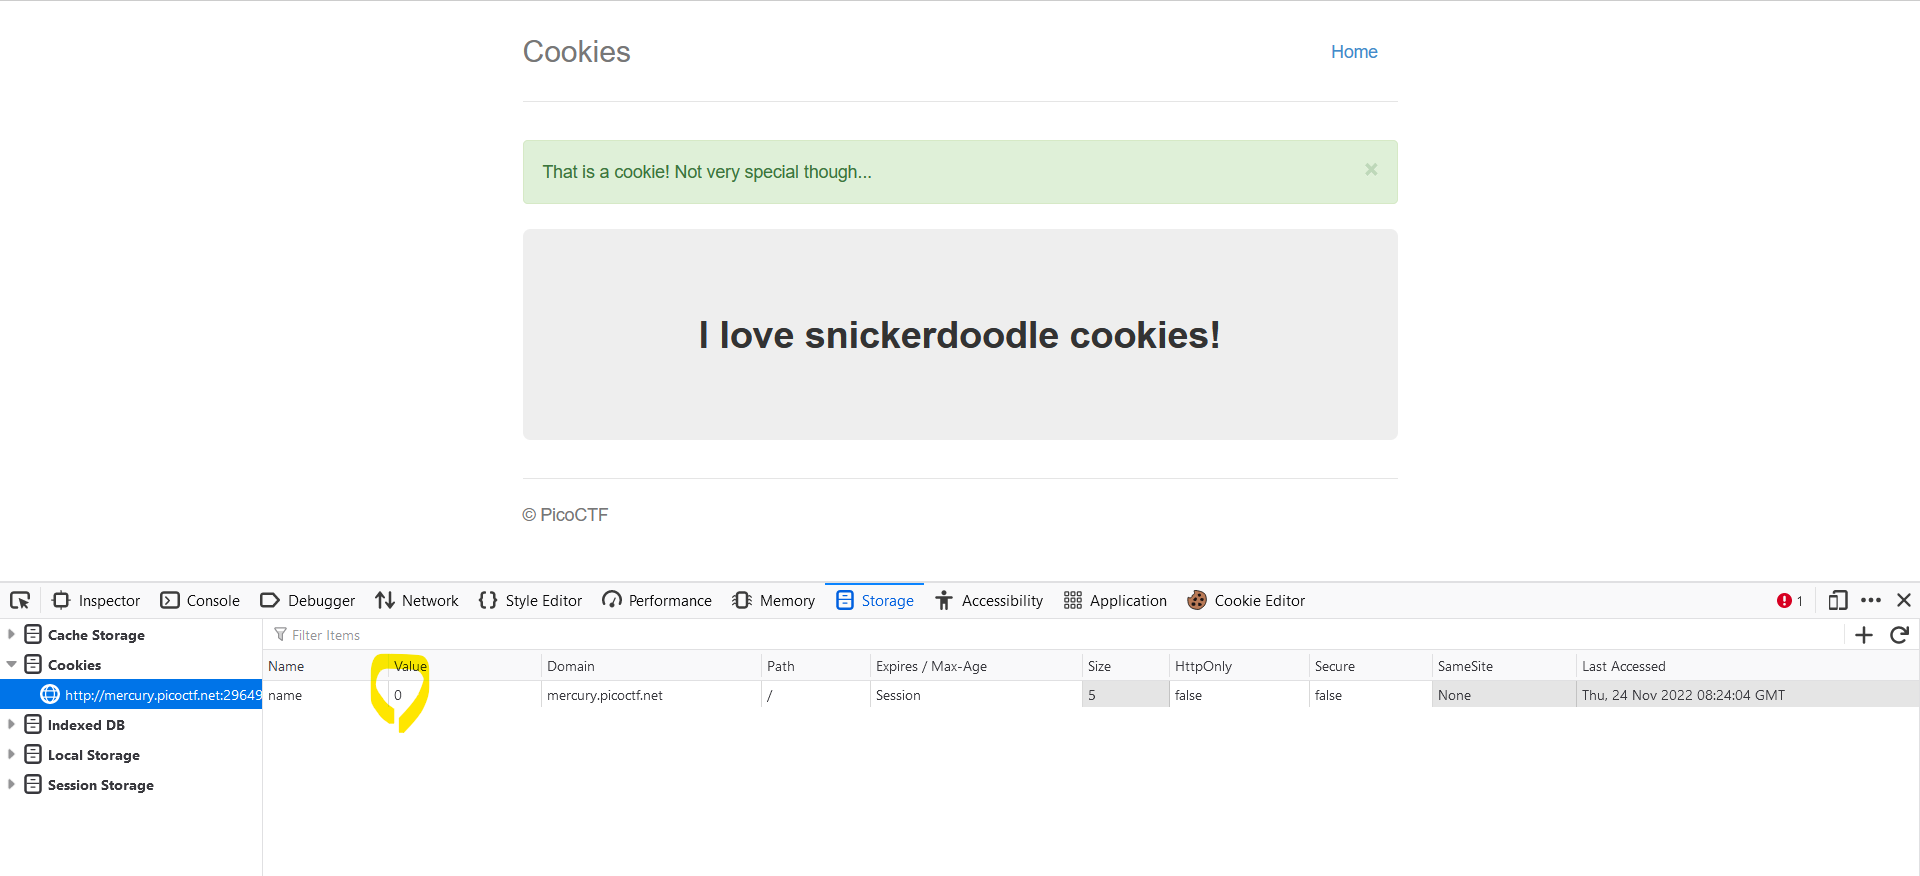 Cookies Home
That is a cookie! Not very special though... ×
I love snickerdoodle cookies!
© PicoCTF
Inspector Console Debugger Network Style Editor Performance Memory Storage Accessibility Application Cookie Editor 1
Cache Storage
Cookies
http://mercury.picoctf.net:29649
Indexed DB
Local Storage
Session Storage
Filter Items
Name Value Domain Path Expires / Max-Age Size HttpOnly Secure SameSite Last Accessed
name 0 mercury.picoctf.net / Session 5 false false None Thu, 24 Nov 2022 08:24:04 GMT